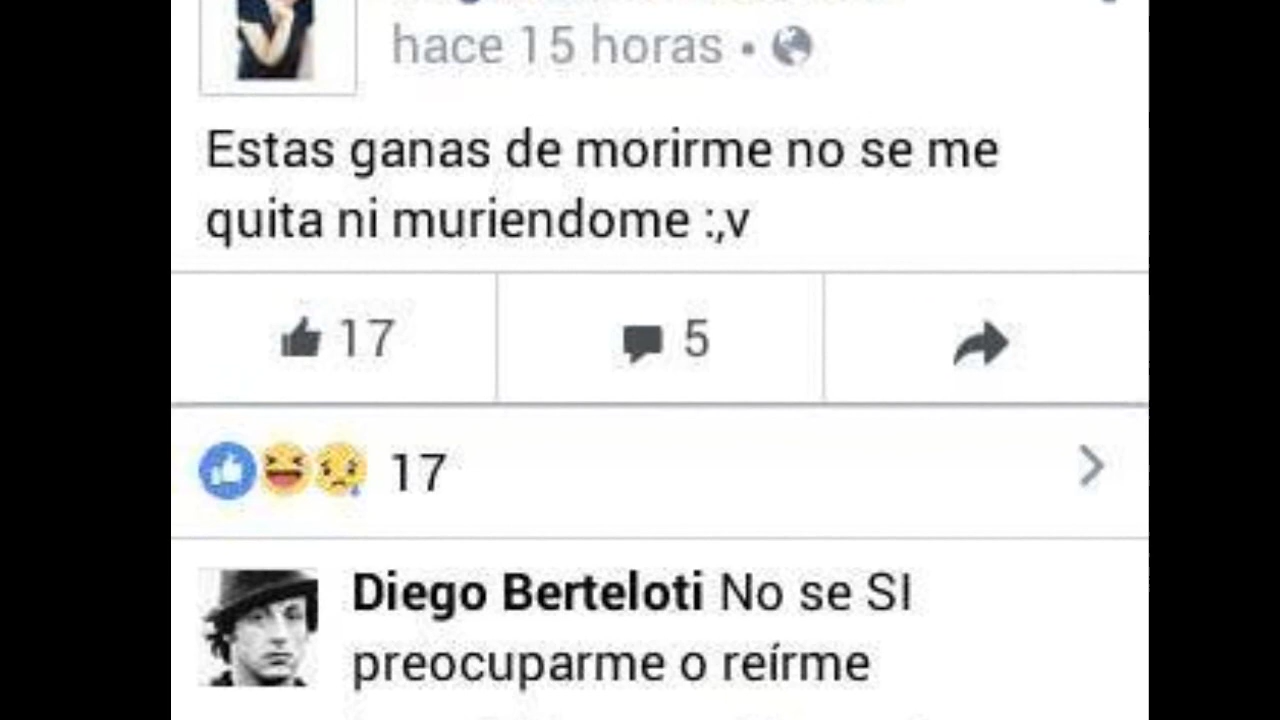 hace 15 horas
Estas ganas de morirme no se me
quita ni muriendome :,v
17
5
17
Diego Berteloti No se SI
preocuparme o reírme